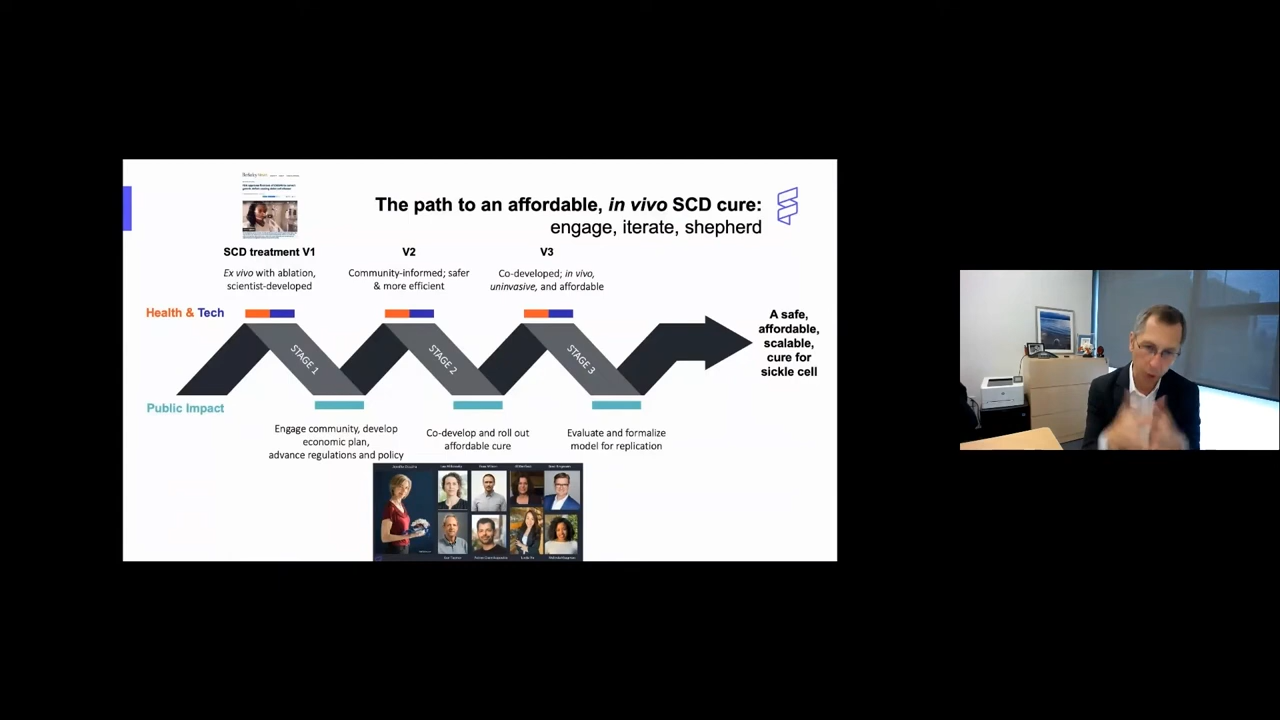 The path to an affordable, in vivo SCD cure:
engage, iterate, shepherd
SCD treatment V1
Ex vivo with ablation,
scientist-developed
V2
Community-informed; safer
& more efficient
V3
Co-developed; in vivo,
uninvasive, and affordable
Health & Tech
STAGE 1
STAGE 2
STAGE 3
A safe,
affordable,
scalable,
cure for
sickle cell
Public Impact
Engage community, develop
economic plan,
advance regulations and policy
Co-develop and roll out
affordable cure
Evaluate and formalize
model for replication